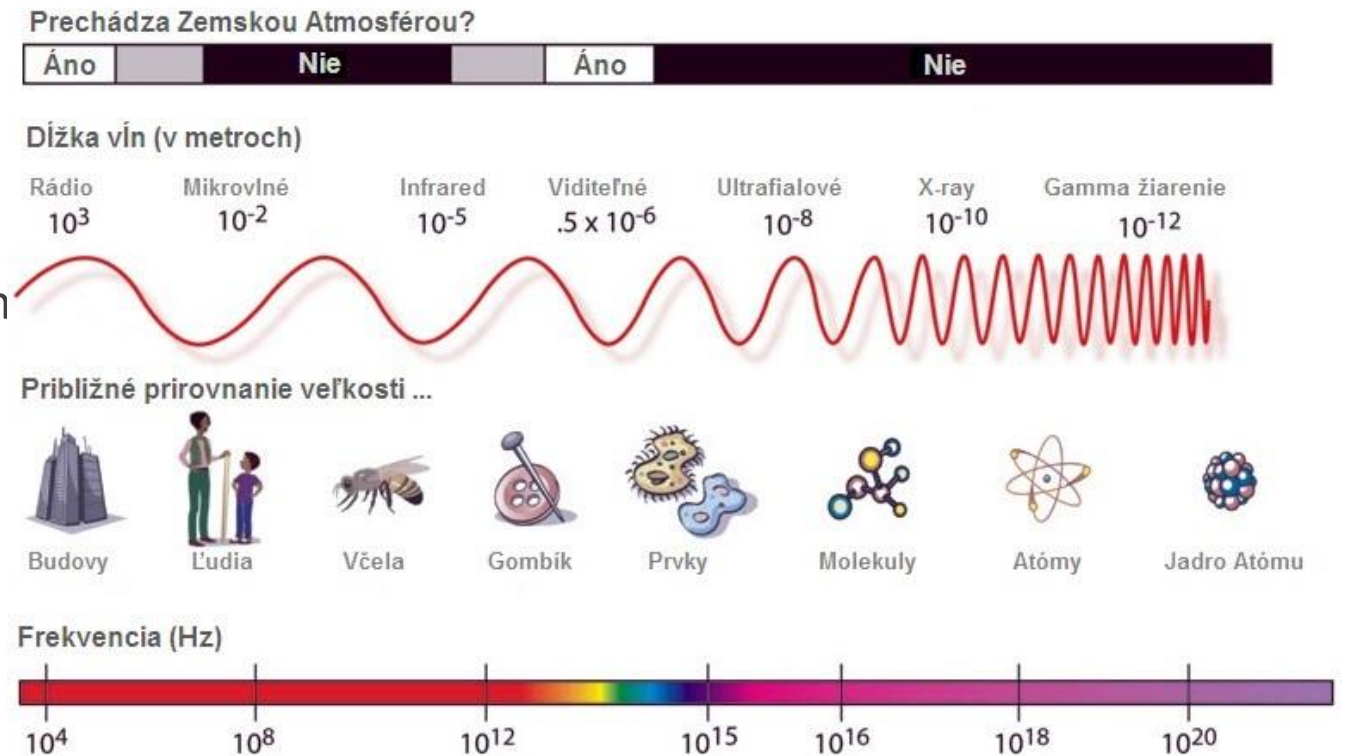 Prechádza Zemskou Atmosférou?
Áno Nie Áno Nie
Dĺžka vĺn (v metroch)
Rádio Mikrovlné Infrared Viditeľné Ultrafialové X-ray Gamma žiarenie
10³ 10⁻² 10⁻⁵ .5 x 10⁻⁶ 10⁻⁸ 10⁻¹⁰ 10⁻¹²
Približné prirovnanie veľkosti ...
Budovy Ľudia Včela Gombík Prvky Molekuly Atómy Jadro Atómu
Frekvencia (Hz)
10⁴ 10⁸ 10¹² 10¹⁵ 10¹⁶ 10¹⁸ 10²⁰